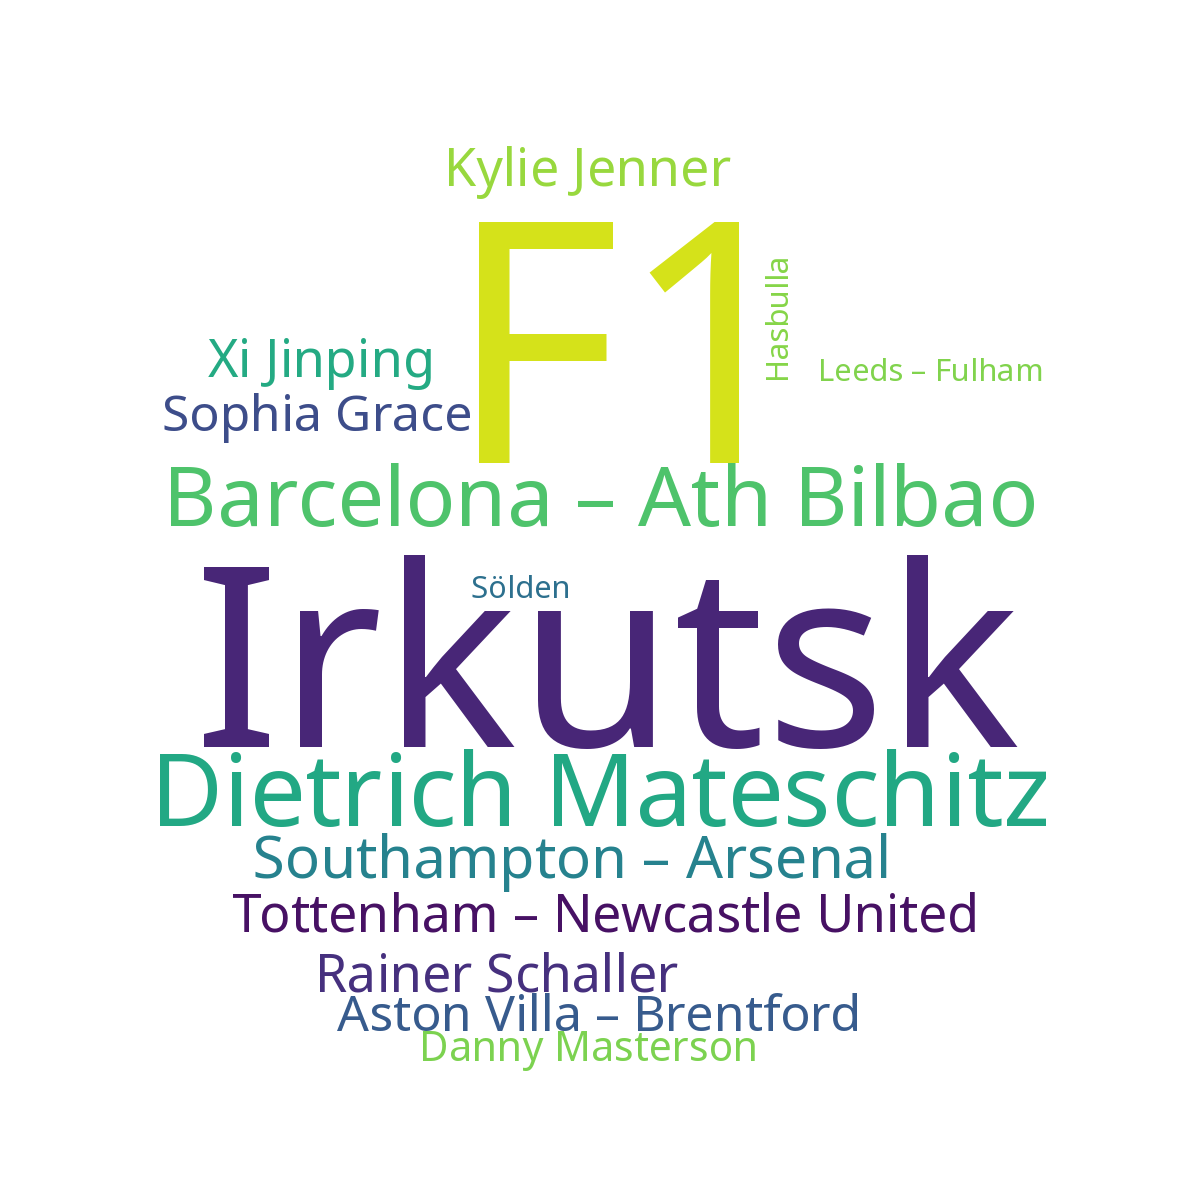 Kylie Jenner
F1
Hasbulla
Xi Jinping
Leeds – Fulham
Sophia Grace
Barcelona – Ath Bilbao
Sölden
Irkutsk
Dietrich Mateschitz
Southampton – Arsenal
Tottenham – Newcastle United
Rainer Schaller
Aston Villa – Brentford
Danny Masterson